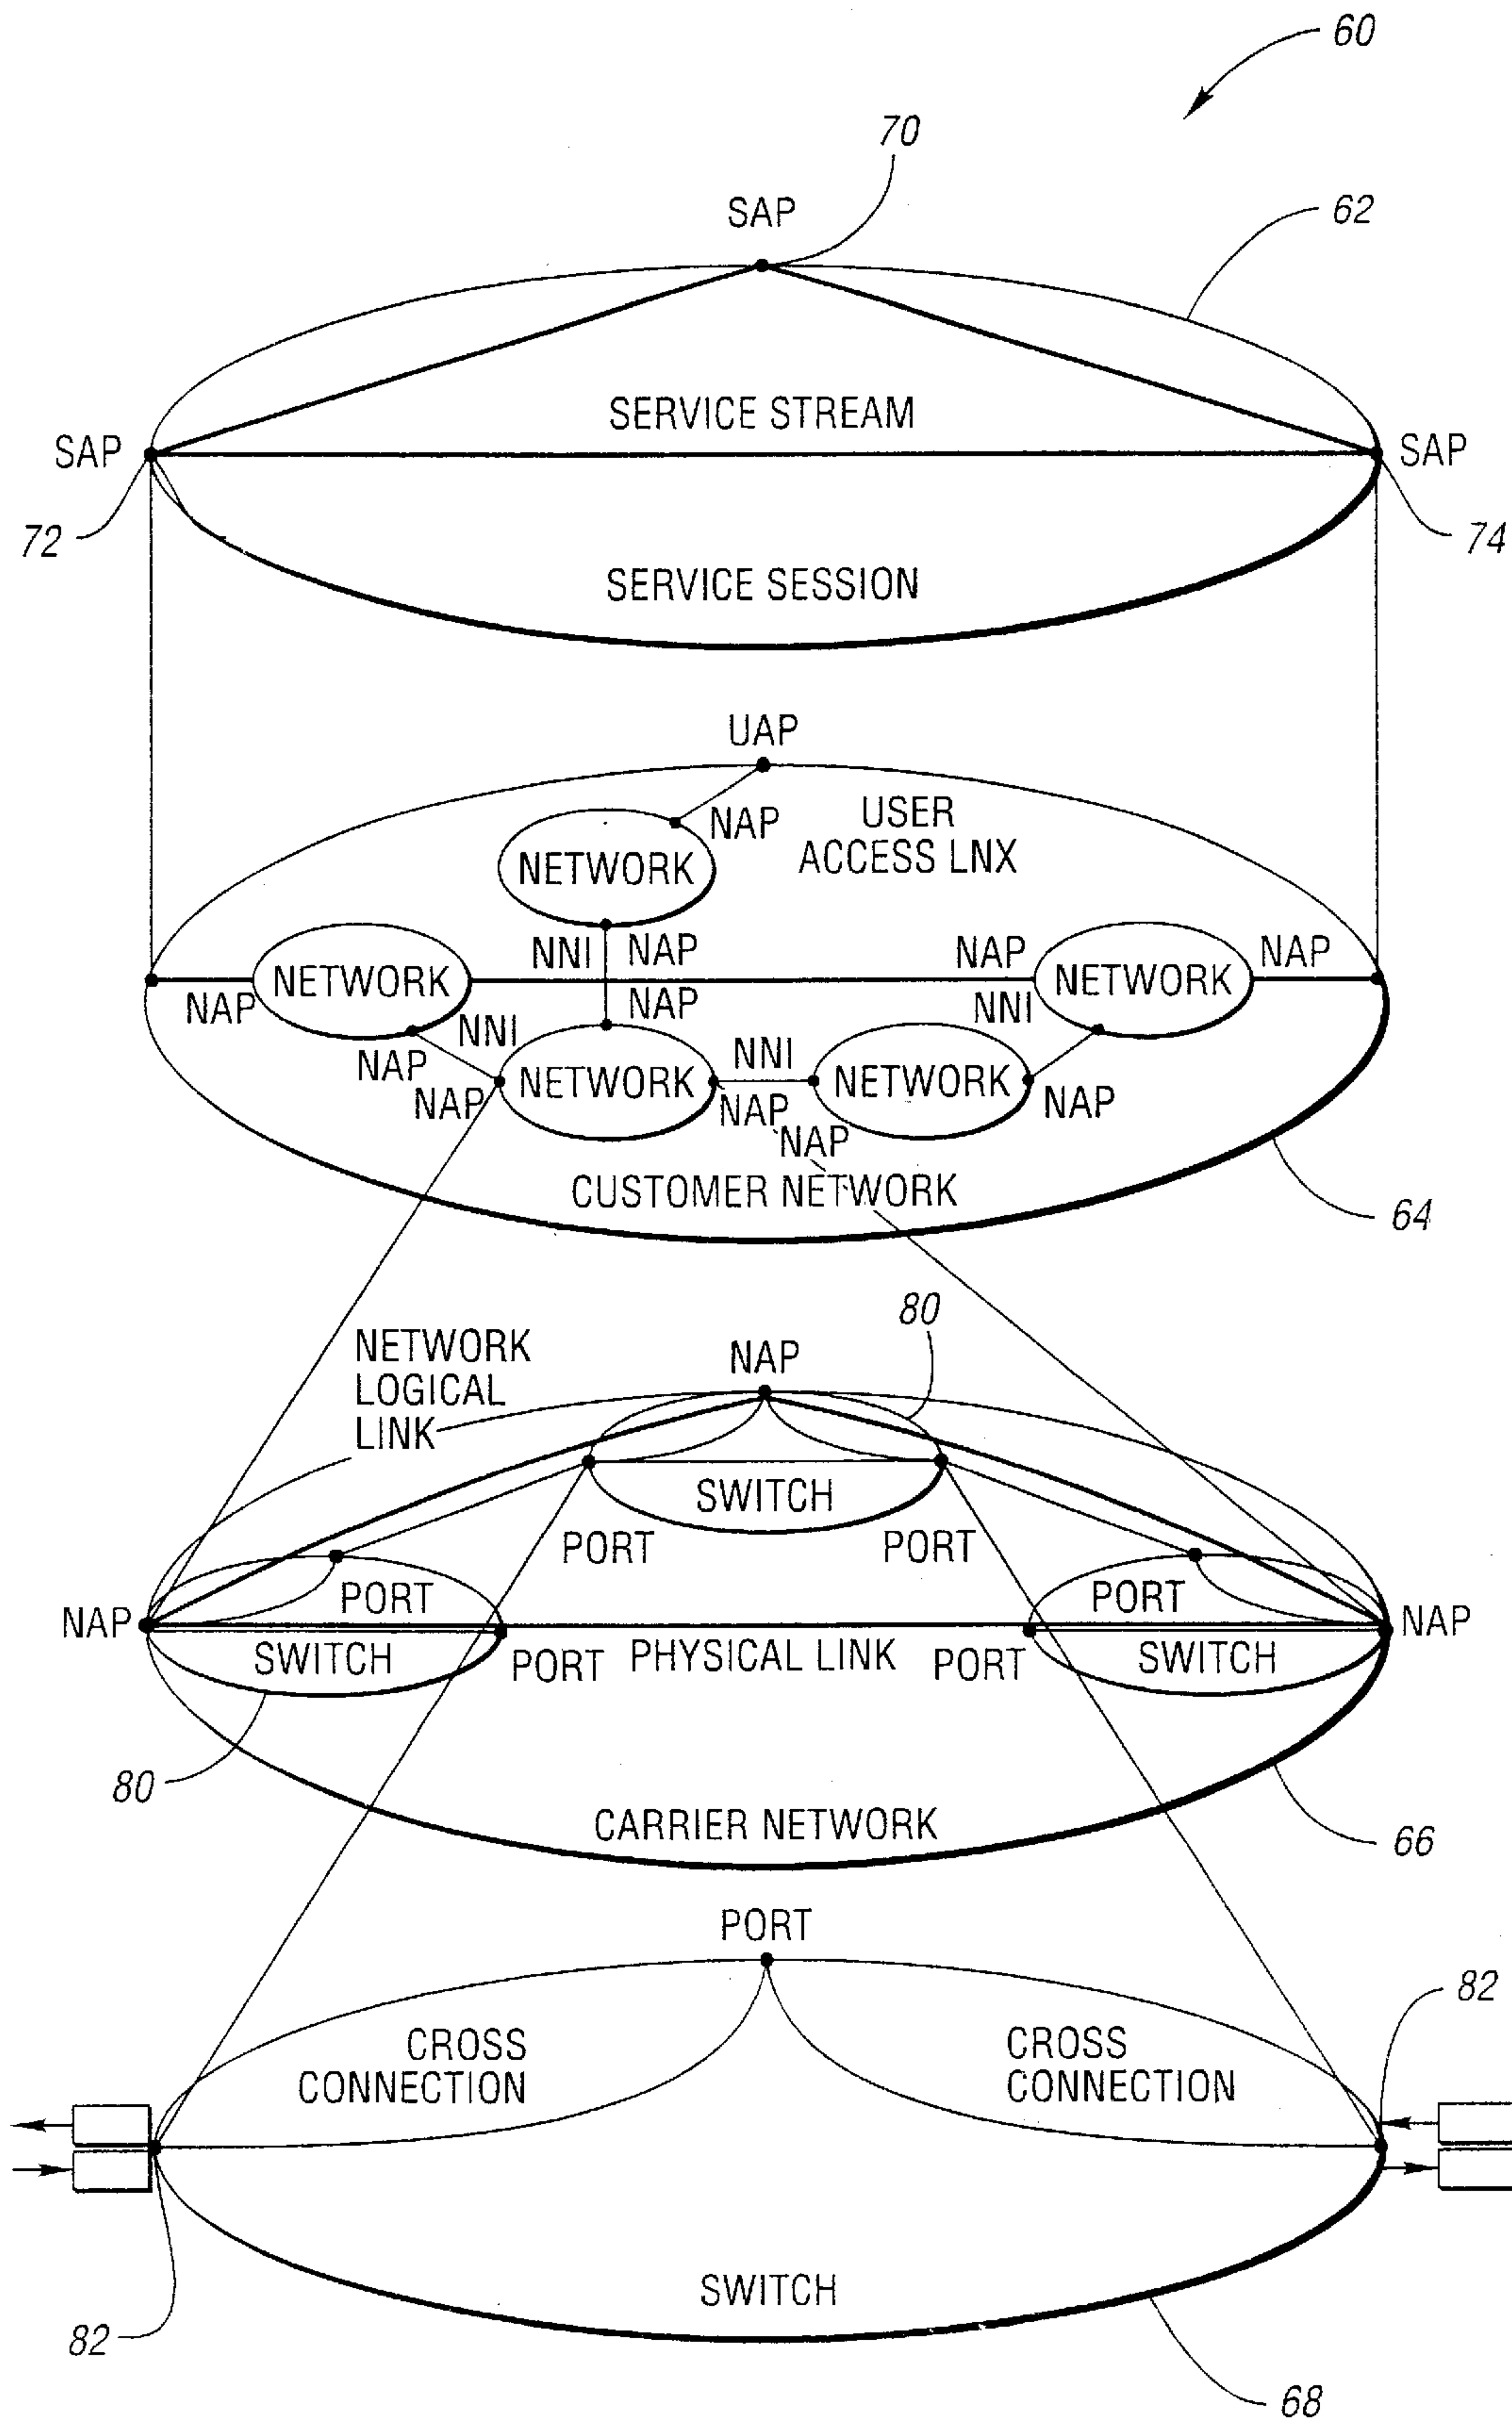 60
70
SAP
62
SERVICE STREAM
SAP
SAP
72
74
SERVICE SESSION
UAP
NAP
USER
ACCESS LNX
NETWORK
NNI
NAP
NAP
NAP
NETWORK
NETWORK
NAP
NAP
NNI
NNI
NAP
NNI
NETWORK
NETWORK
NAP
NAP
NAP
NAP
CUSTOMER NETWORK
64
80
NETWORK
LOGICAL
LINK
NAP
SWITCH
PORT
PORT
PORT
PORT
NAP
NAP
SWITCH
PORT
PHYSICAL LINK
PORT
SWITCH
80
CARRIER NETWORK
66
PORT
82
CROSS
CONNECTION
CROSS
CONNECTION
SWITCH
82
68